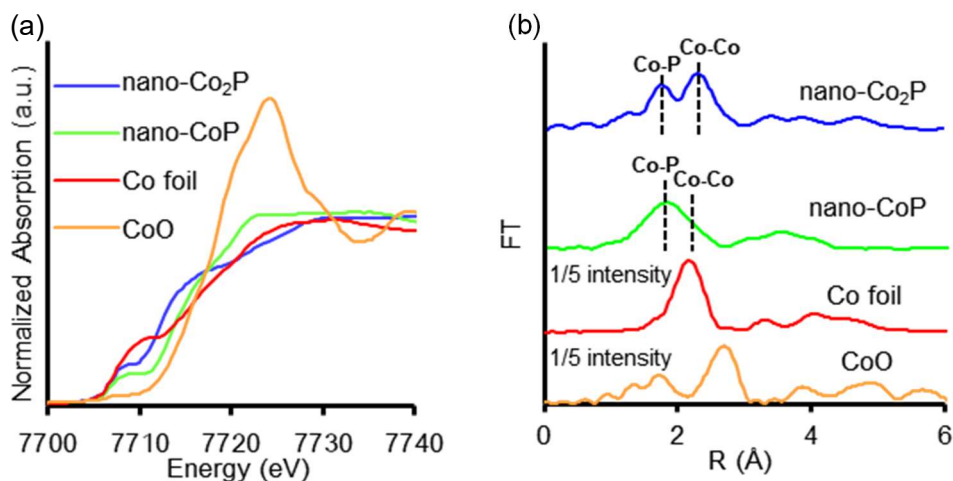 (a)
Normalized Absorption (a.u.)
nano-Co₂P
nano-CoP
Co foil
CoO
7700 7710 7720 7730 7740
Energy (eV)
(b)
FT
Co-P Co-Co
nano-Co₂P
Co-P Co-Co
nano-CoP
1/5 intensity
Co foil
1/5 intensity
CoO
0 2 4 6
R (Å)